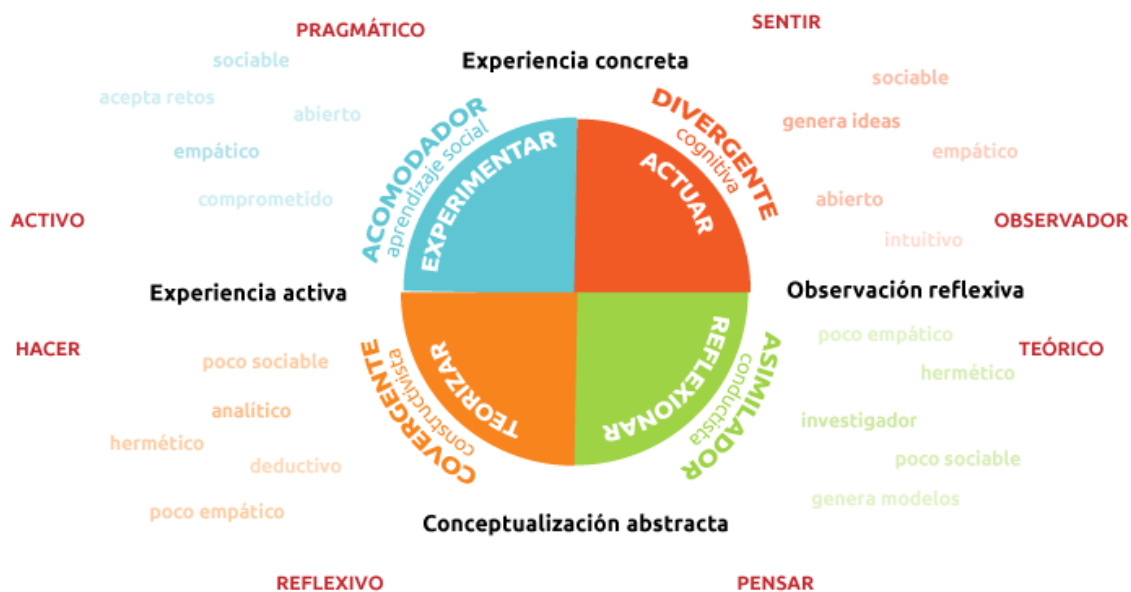 SENTIR
PRAGMÁTICO
Experiencia concreta
sociable
acepta retos
abierto
empático
comprometido
ACOMODADOR
aprendizaje social
EXPERIMENTAR
DIVERGENTE
cognitiva
ACTUAR
sociable
genera ideas
empático
abierto
intuitivo
ACTIVO
OBSERVADOR
Experiencia activa
Observación reflexiva
HACER
TEÓRICO
poco sociable
analítico
hermético
deductivo
poco empático
COVERGENTE
constructivista
TEORIZAR
REFLEXIONAR
ASIMILADOR
conductista
poco empático
hermético
investigador
poco sociable
genera modelos
Conceptualización abstracta
REFLEXIVO
PENSAR